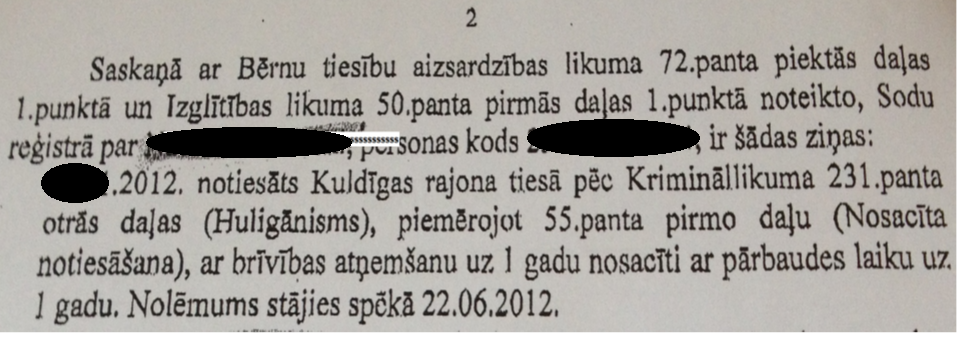 2
Saskaņā ar Bērnu tiesību aizsardzības likuma 72.panta piektās daļas
1.punktā un Izglītības likuma 50.panta pirmās daļas 1.punktā noteikto, Sodu
reģistrā par personas kods , ir šādas ziņas:
.2012. notiesāts Kuldīgas rajona tiesā pēc Krimināllikuma 231.panta
otrās daļas (Huligānisms), piemērojot 55.panta pirmo daļu (Nosacīta
notiesāšana), ar brīvības atņemšanu uz 1 gadu nosacīti ar pārbaudes laiku uz
1 gadu. Nolēmums stājies spēkā 22.06.2012.